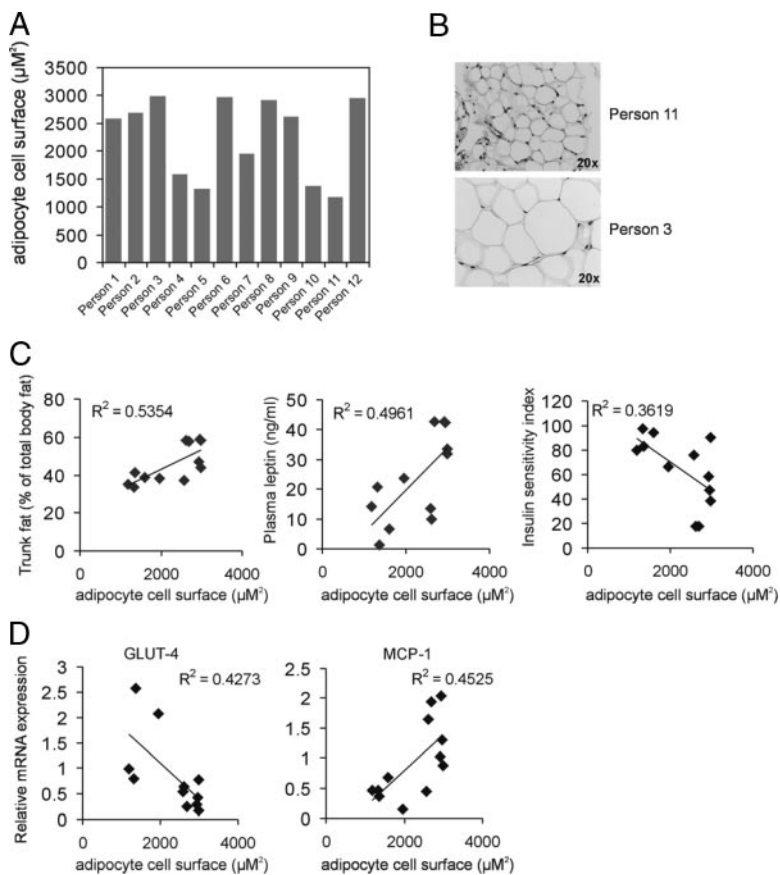 A
adipocyte cell surface (µM²)
3500
3000
2500
2000
1500
1000
500
0
Person 1
Person 2
Person 3
Person 4
Person 5
Person 6
Person 7
Person 8
Person 9
Person 10
Person 11
Person 12
B
20x
Person 11
20x
Person 3
C
Trunk fat (% of total body fat)
80
60
40
20
0
R² = 0.5354
0 2000 4000
adipocyte cell surface (µM²)
Plasma leptin (ng/ml)
50
40
30
20
10
0
R² = 0.4961
0 2000 4000
adipocyte cell surface (µM²)
Insulin sensitivity index
120
100
80
60
40
20
0
R² = 0.3619
0 2000 4000
adipocyte cell surface (µM²)
D
GLUT-4
Relative mRNA expression
3
2.5
2
1.5
1
0.5
0
R² = 0.4273
0 2000 4000
adipocyte cell surface (µM²)
MCP-1
2.5
2
1.5
1
0.5
0
R² = 0.4525
0 2000 4000
adipocyte cell surface (µM²)